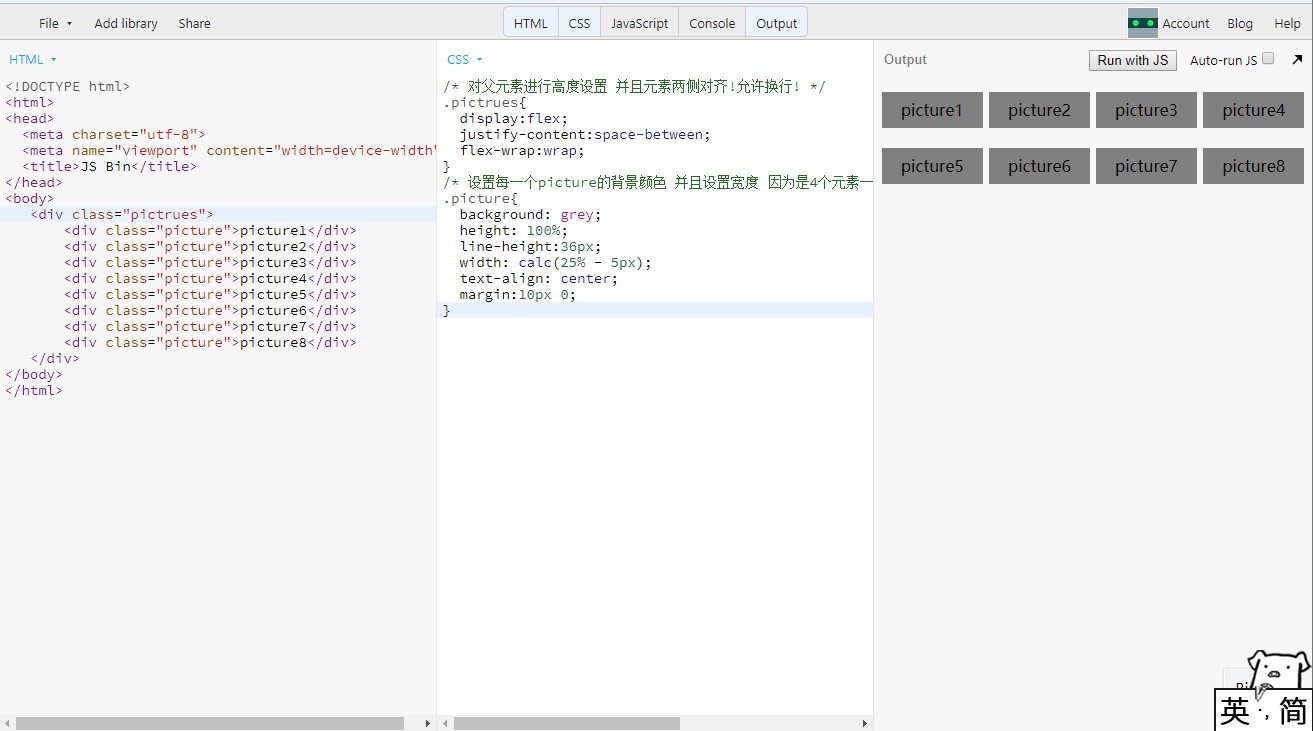 File ▾ Add library Share HTML CSS JavaScript Console Output Account Blog Help
HTML ▾
<!DOCTYPE html>
<html>
<head>
<meta charset="utf-8">
<meta name="viewport" content="width=device-width"
<title>JS Bin</title>
</head>
<body>
<div class="pictrues">
<div class="picture">picture1</div>
<div class="picture">picture2</div>
<div class="picture">picture3</div>
<div class="picture">picture4</div>
<div class="picture">picture5</div>
<div class="picture">picture6</div>
<div class="picture">picture7</div>
<div class="picture">picture8</div>
</div>
</body>
</html>
CSS ▾
/* 对父元素进行高度设置 并且元素两侧对齐!允许换行! */
.pictrues{
display:flex;
justify-content:space-between;
flex-wrap:wrap;
}
/* 设置每一个picture的背景颜色 并且设置宽度 因为是4个元素一
.picture{
background: grey;
height: 100%;
line-height:36px;
width: calc(25% - 5px);
text-align: center;
margin:10px 0;
}
Output Run with JS Auto-run JS
picture1 picture2 picture3 picture4
picture5 picture6 picture7 picture8
英 ·, 简